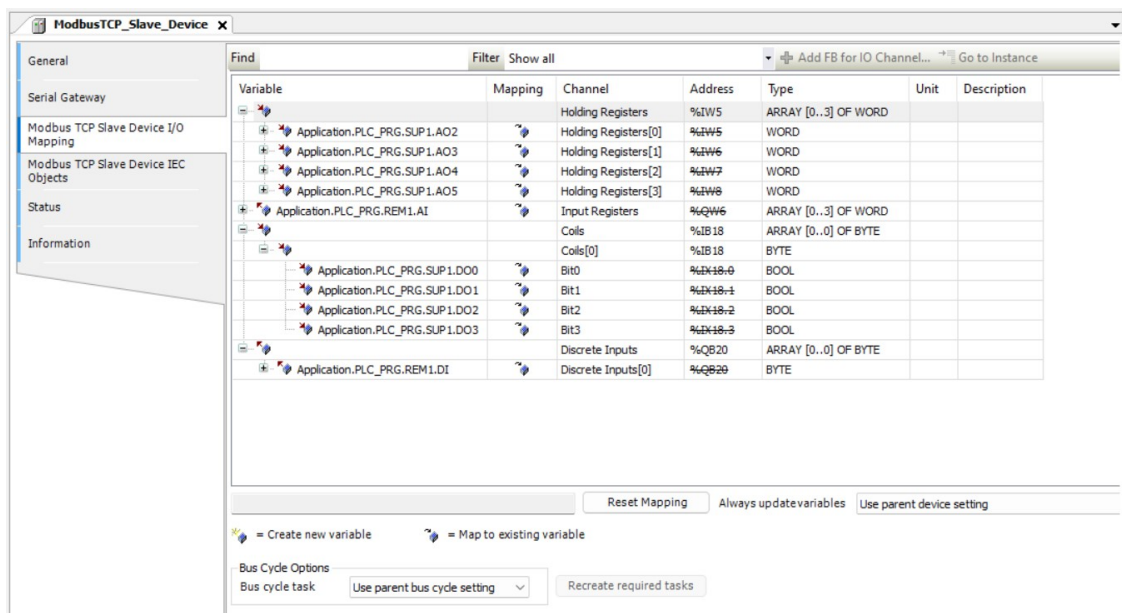 ModbusTCP_Slave_Device X
General
Serial Gateway
Modbus TCP Slave Device I/O
Mapping
Modbus TCP Slave Device IEC
Objects
Status
Information
Find Filter Show all Add FB for IO Channel... Go to Instance
Variable Mapping Channel Address Type Unit Description
Holding Registers %IW5 ARRAY [0..3] OF WORD
Application.PLC_PRG.SUP1.AO2 Holding Registers[0] %IW5 WORD
Application.PLC_PRG.SUP1.AO3 Holding Registers[1] %IW6 WORD
Application.PLC_PRG.SUP1.AO4 Holding Registers[2] %IW7 WORD
Application.PLC_PRG.SUP1.AO5 Holding Registers[3] %IW8 WORD
Application.PLC_PRG.REM1.AI Input Registers %QW6 ARRAY [0..3] OF WORD
Coils %IB18 ARRAY [0..0] OF BYTE
Coils[0] %IB18 BYTE
Application.PLC_PRG.SUP1.DO0 Bit0 %IX18.0 BOOL
Application.PLC_PRG.SUP1.DO1 Bit1 %IX18.1 BOOL
Application.PLC_PRG.SUP1.DO2 Bit2 %IX18.2 BOOL
Application.PLC_PRG.SUP1.DO3 Bit3 %IX18.3 BOOL
Discrete Inputs %QB20 ARRAY [0..0] OF BYTE
Application.PLC_PRG.REM1.DI Discrete Inputs[0] %QB20 BYTE
Reset Mapping Always update variables Use parent device setting
= Create new variable = Map to existing variable
Bus Cycle Options
Bus cycle task Use parent bus cycle setting Recreate required tasks